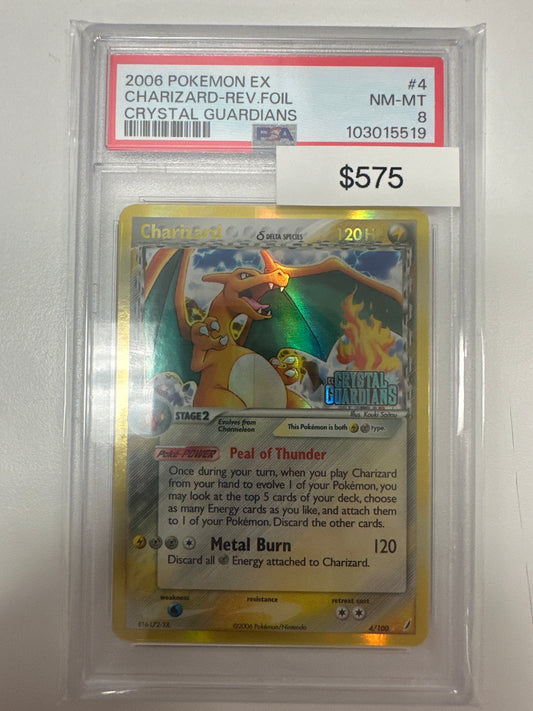 2006 POKEMON EX #4
CHARIZARD-REV.FOIL NM-MT
CRYSTAL GUARDIANS 8
PSA 103015519
$575
Charizard δ DELTA SPECIES 120 H
EX CRYSTAL
GUARDIANS
Illus. Kouki Saitou
STAGE 2
Evolves from
Charmeleon
This Pokémon is both type.
Poké-POWER Peal of Thunder
Once during your turn, when you play Charizard
from your hand to evolve 1 of your Pokémon, you
may look at the top 5 cards of your deck, choose
as many Energy cards as you like, and attach them
to 1 of your Pokémon. Discard the other cards.
Metal Burn 120
Discard all Energy attached to Charizard.
weakness resistance retreat cost
©2006 Pokémon/Nintendo 4/100